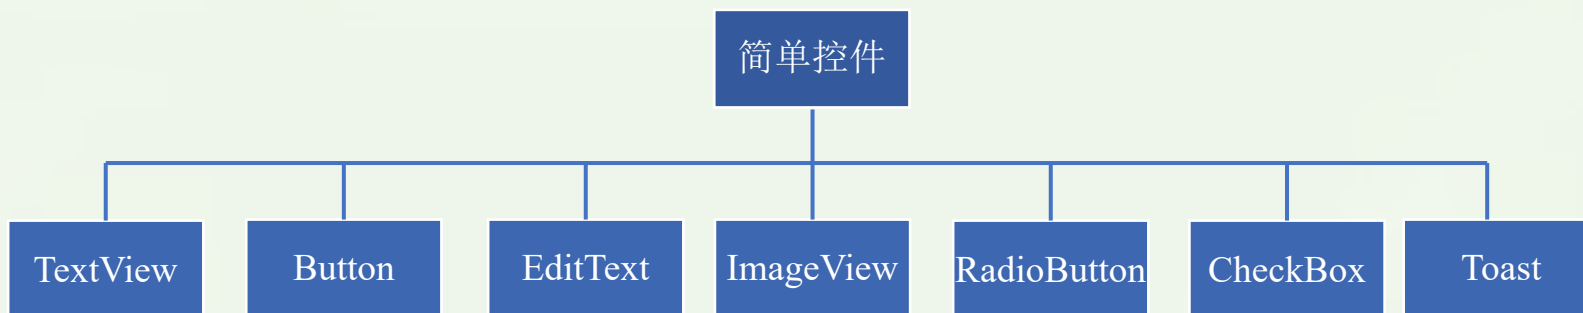 简单控件
TextView
Button
EditText
ImageView
RadioButton
CheckBox
Toast